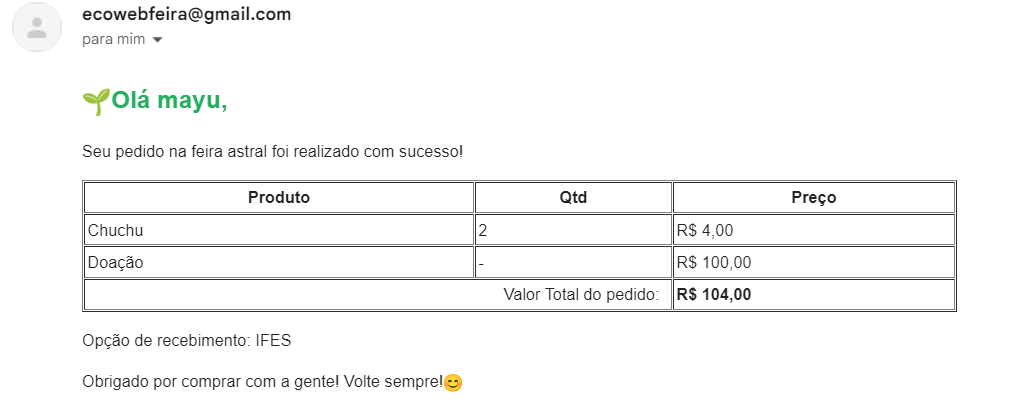 ecowebfeira@gmail.com
para mim
🌱Olá mayu,
Seu pedido na feira astral foi realizado com sucesso!
Produto Qtd Preço
Chuchu 2 R$ 4,00
Doação - R$ 100,00
Valor Total do pedido: R$ 104,00
Opção de recebimento: IFES
Obrigado por comprar com a gente! Volte sempre!😊